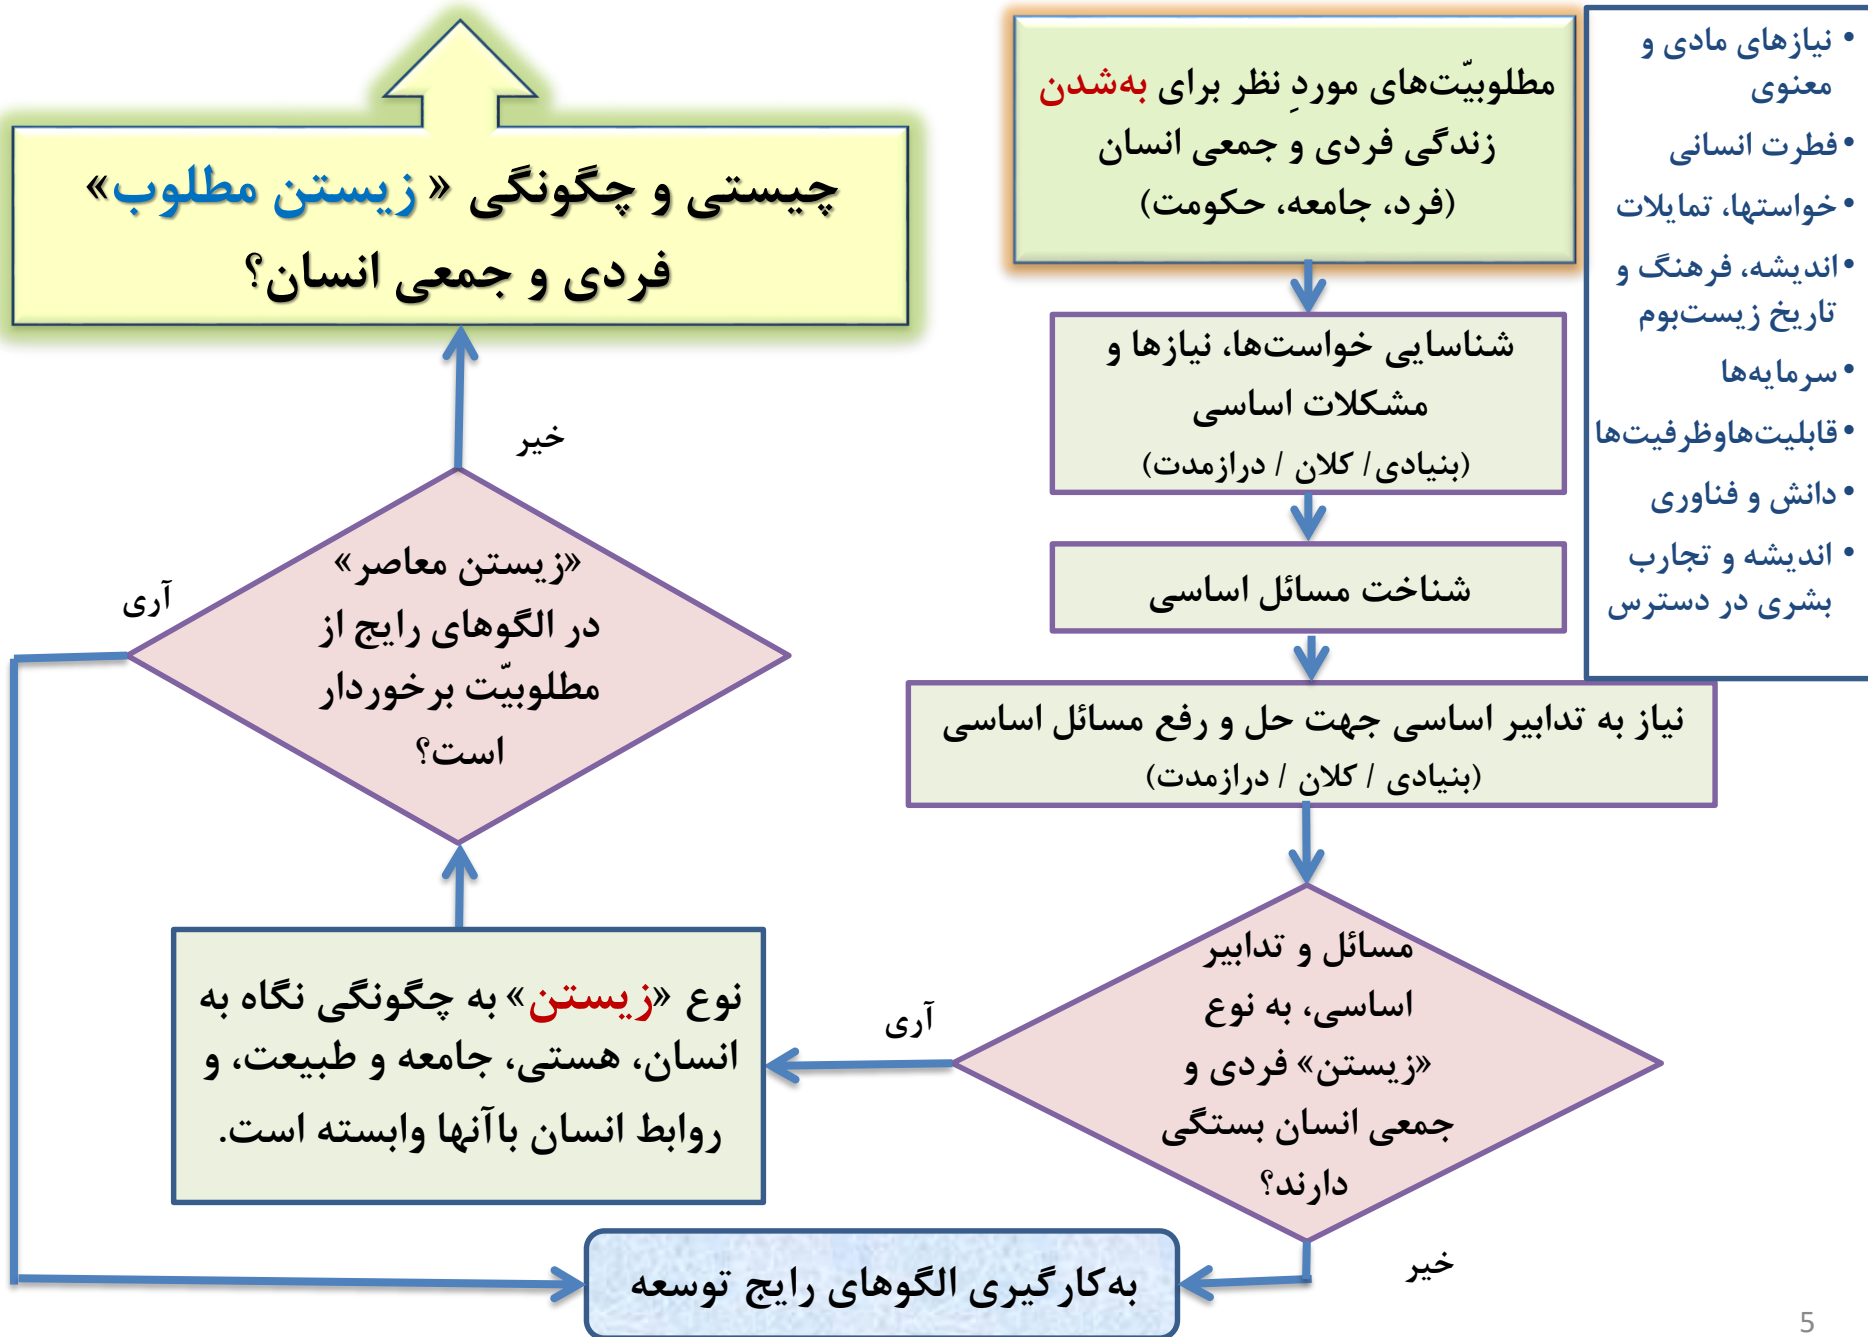 • نیازهای مادی و
معنوی
• فطرت انسانی
• خواستها، تمایلات
• اندیشه، فرهنگ و
تاریخ زیست‌بوم
• سرمایه‌ها
• قابلیت‌هاوظرفیت‌ها
• دانش و فناوری
• اندیشه و تجارب
بشری در دسترس
مطلوبیّت‌های موردِ نظر برای به‌شدن
زندگی فردی و جمعی انسان
(فرد، جامعه، حکومت)
شناسایی خواست‌ها، نیازها و
مشکلات اساسی
(بنیادی/ کلان / درازمدت)
شناخت مسائل اساسی
نیاز به تدابیر اساسی جهت حل و رفع مسائل اساسی
(بنیادی / کلان / درازمدت)
مسائل و تدابیر
اساسی، به نوع
«زیستن» فردی و
جمعی انسان بستگی
دارند؟
آری
خیر
نوع «زیستن» به چگونگی نگاه به
انسان، هستی، جامعه و طبیعت، و
روابط انسان باآنها وابسته است.
«زیستن معاصر»
در الگوهای رایج از
مطلوبیّت برخوردار
است؟
آری
خیر
چیستی و چگونگی « زیستن مطلوب»
فردی و جمعی انسان؟
به‌کارگیری الگوهای رایج توسعه
5